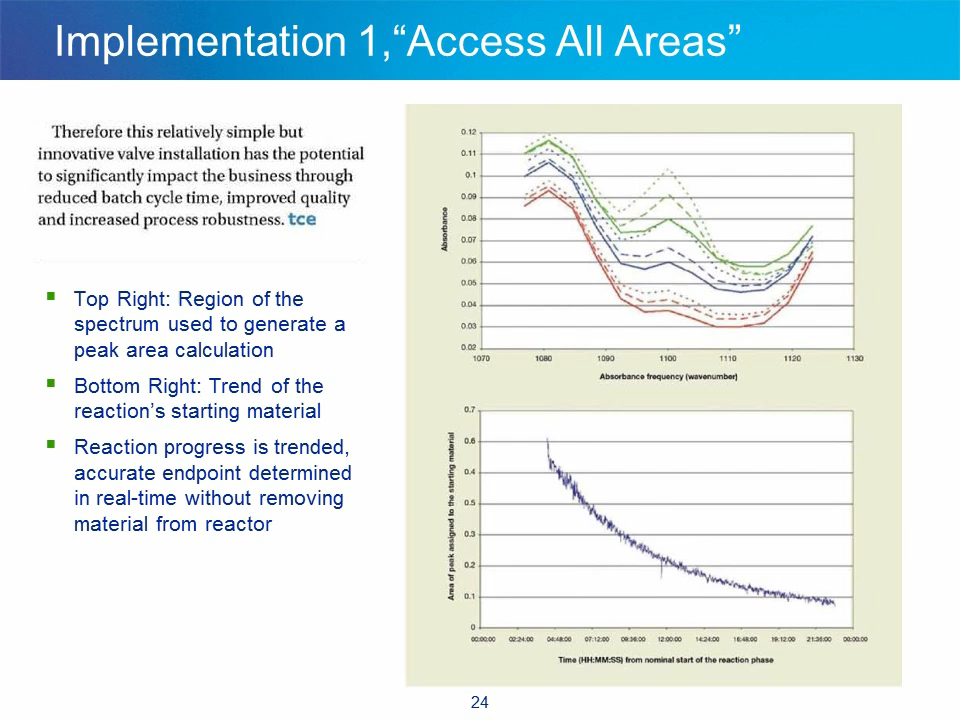 Implementation 1,“Access All Areas”
Therefore this relatively simple but
innovative valve installation has the potential
to significantly impact the business through
reduced batch cycle time, improved quality
and increased process robustness. tce
Top Right: Region of the
spectrum used to generate a
peak area calculation
Bottom Right: Trend of the
reaction’s starting material
Reaction progress is trended,
accurate endpoint determined
in real-time without removing
material from reactor
Absorbance
0.12
0.11
0.1
0.09
0.08
0.07
0.06
0.05
0.04
0.03
0.02
1070 1080 1090 1100 1110 1120 1130
Absorbance frequency (wavenumber)
Area of peak assigned to the starting material
0.7
0.6
0.4
0.5
0.3
0.2
0.1
0
00:00:00 02:24:00 04:48:00 07:12:00 09:36:00 12:00:00 14:24:00 16:48:00 19:12:00 21:36:00 00:00:00
Time (HH:MM:SS) from nominal start of the reaction phase
24